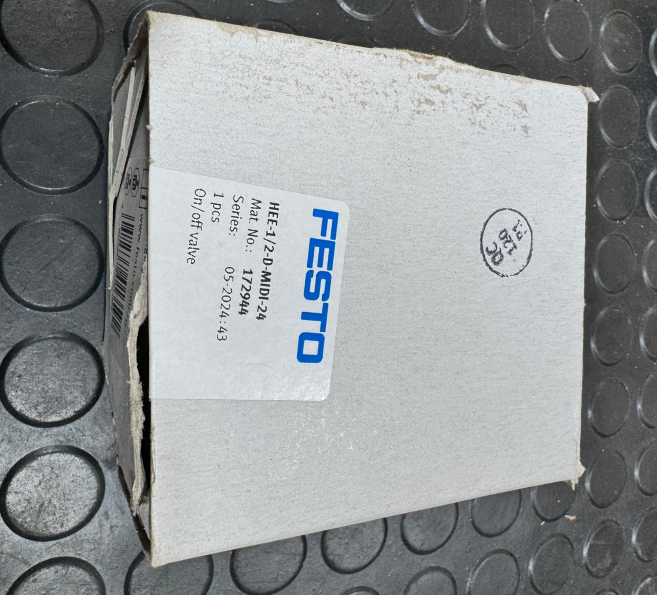 FESTO
HEE-1/2-D-MIDI-24
Mat. No.: 172944
Series: 05-2024:43
1 pcs
On/off valve
QC
120